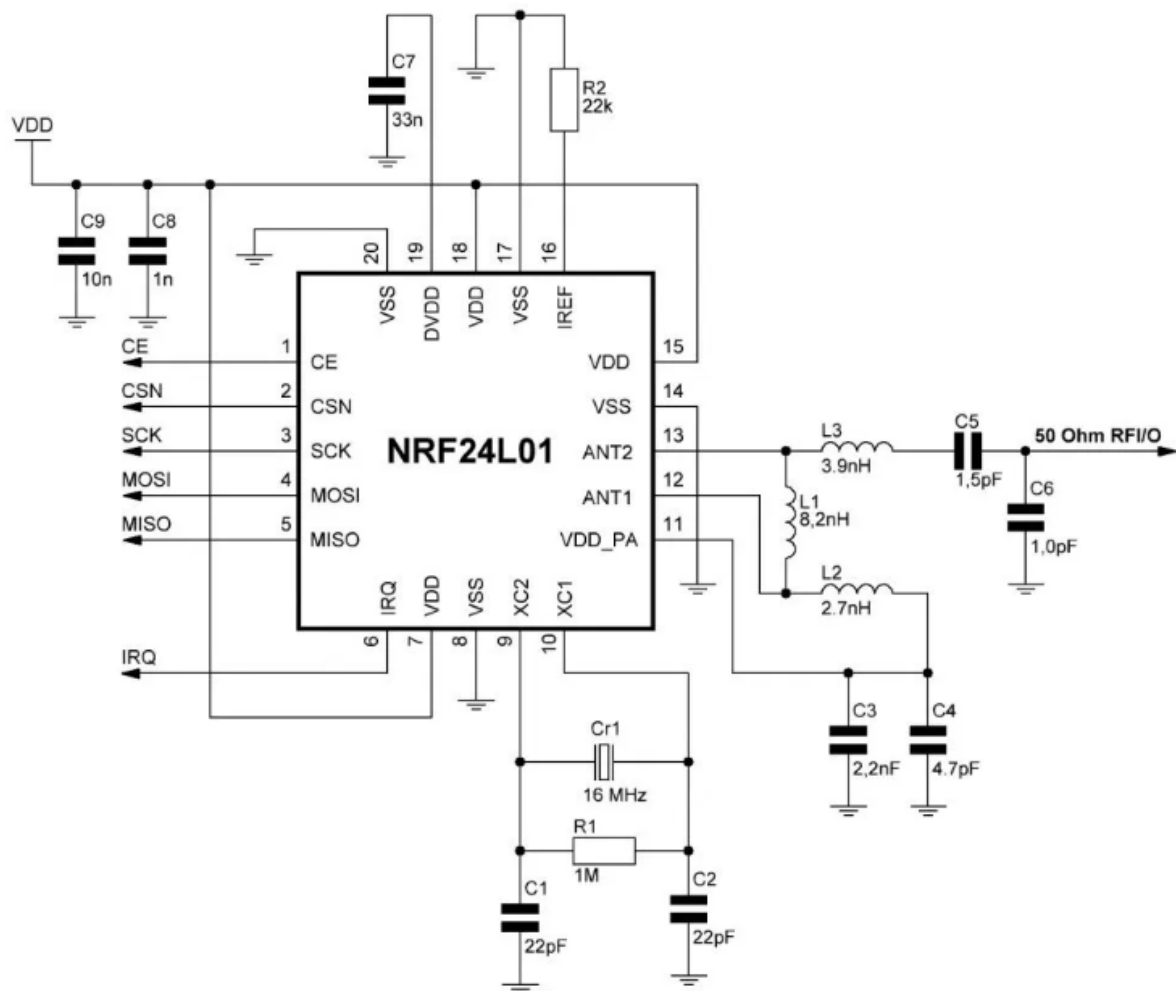 C7
33n
R2
22k
VDD
C9
10n
C8
1n
20
19
18
17
16
VSS
DVDD
VDD
VSS
IREF
CE
1
CE
CSN
2
CSN
SCK
3
SCK
MOSI
4
MOSI
MISO
5
MISO
NRF24L01
VDD
15
VSS
14
ANT2
13
ANT1
12
VDD_PA
11
L3
3.9nH
C5
1,5pF
50 Ohm RFI/O
C6
1,0pF
L1
8,2nH
L2
2.7nH
IRQ
VDD
VSS
XC2
XC1
6
7
8
9
10
IRQ
C3
2,2nF
C4
4.7pF
Cr1
16 MHz
R1
1M
C1
22pF
C2
22pF